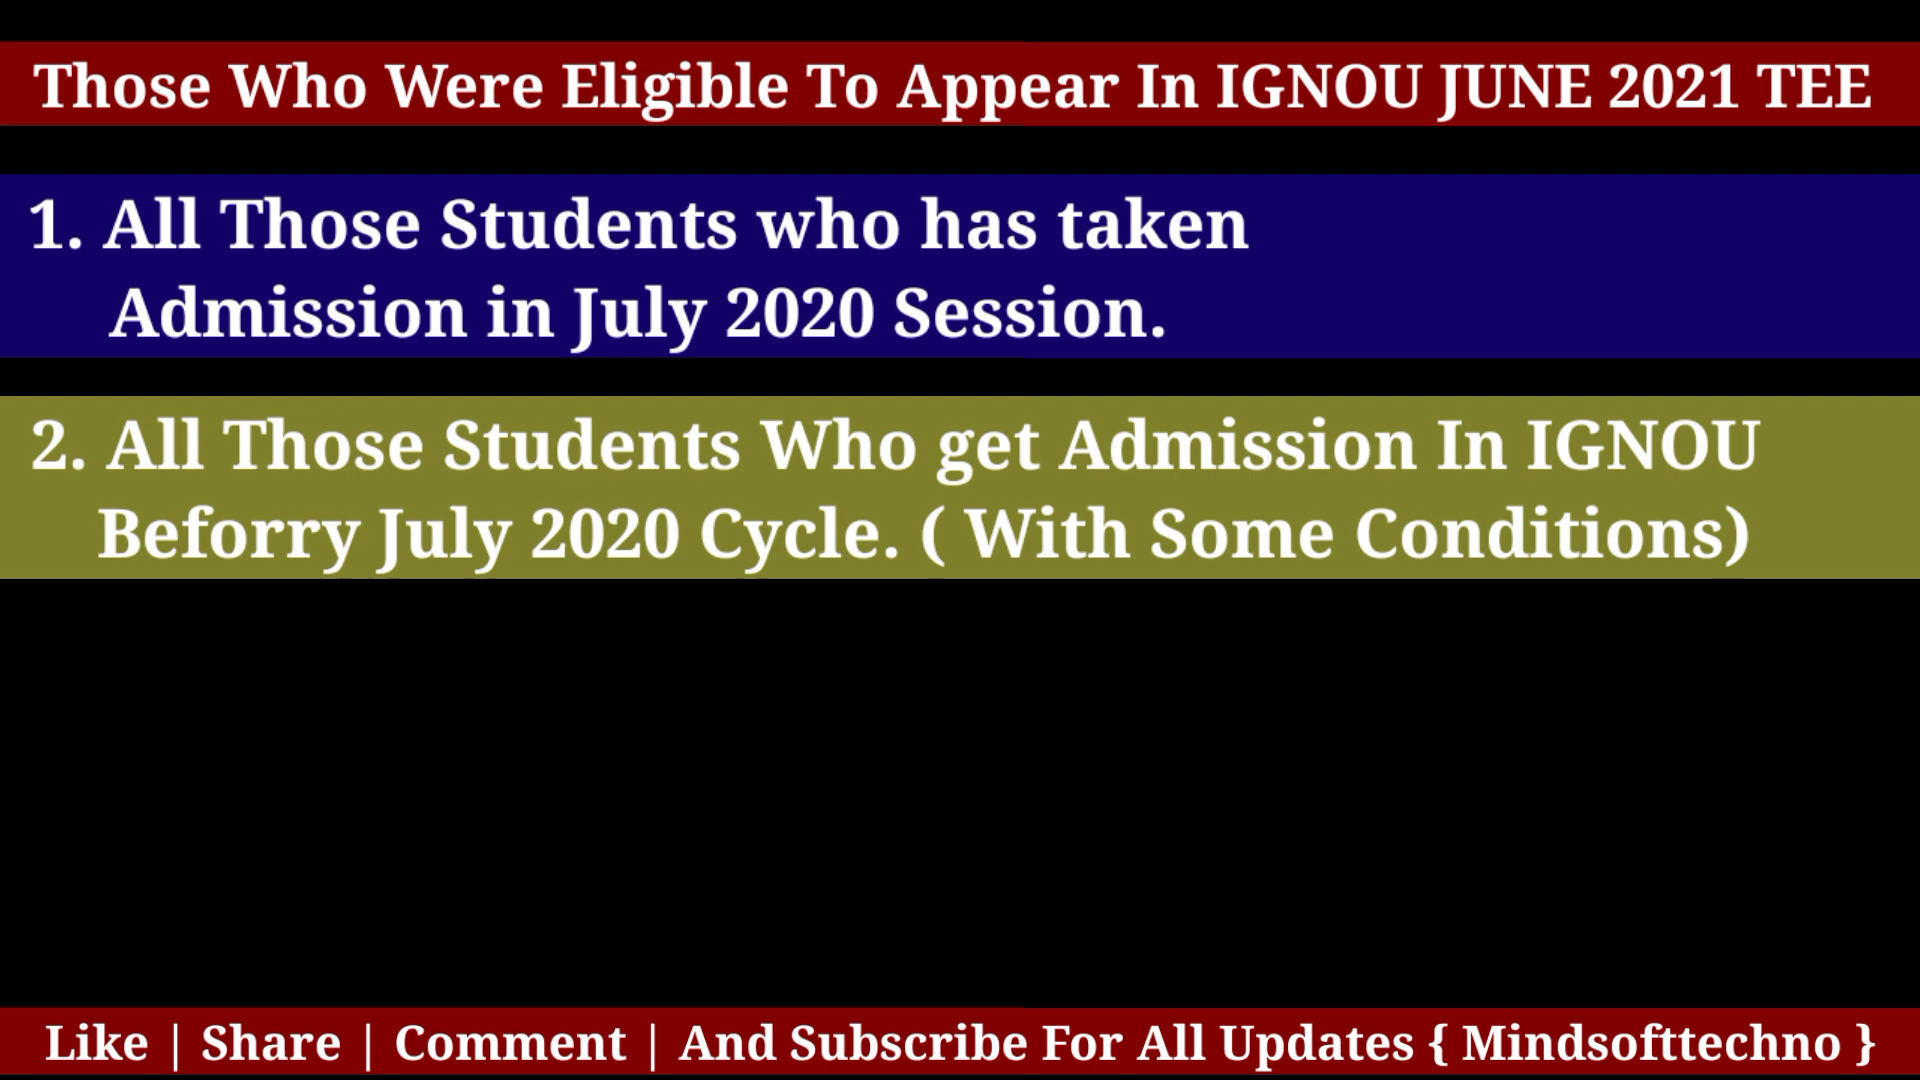 Those Who Were Eligible To Appear In IGNOU JUNE 2021 TEE
1. All Those Students who has taken
Admission in July 2020 Session.
2. All Those Students Who get Admission In IGNOU
Beforry July 2020 Cycle. ( With Some Conditions)
Like | Share | Comment | And Subscribe For All Updates { Mindsofttechno }